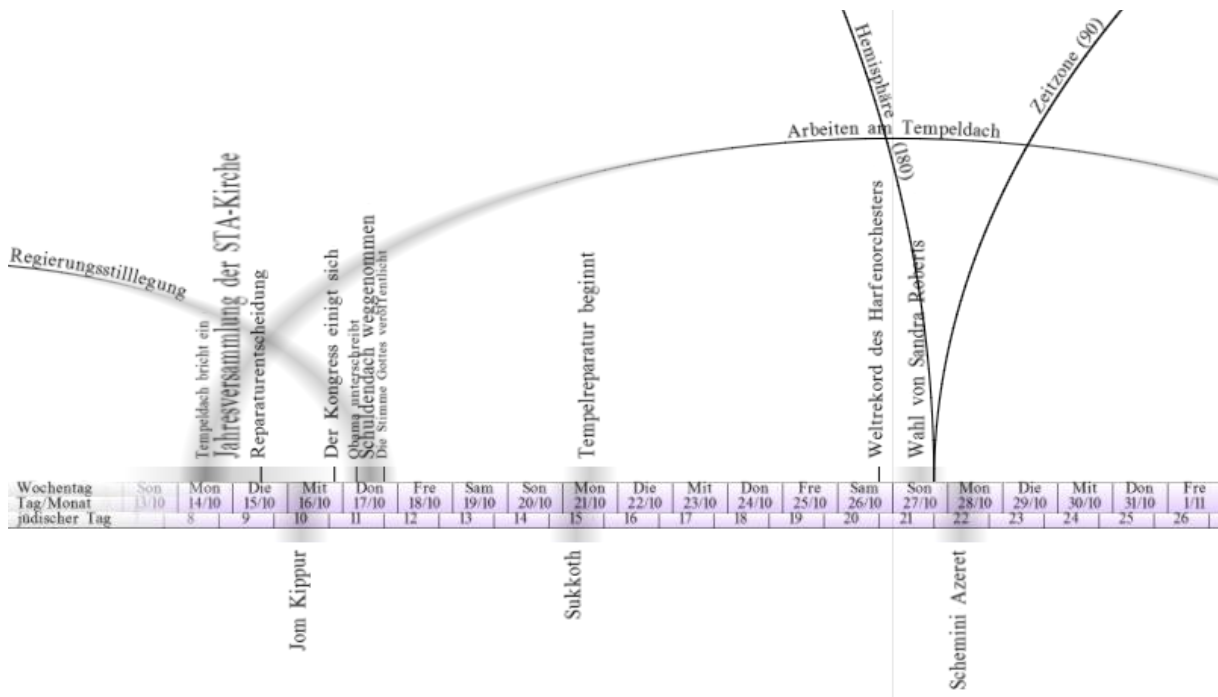 Hemisphäre
(180)
Zeitzone (90)
Arbeiten am Tempeldach
Regierungsstilllegung
Tempeldach bricht ein
Jahresversammlung der STA-Kirche
Reparaturentscheidung
Der Kongress einigt sich
Obama unterschreibt
Schuldendach weggenommen
Die Stimme Gottes veröffentlicht
Tempelreparatur beginnt
Weltrekord des Harfenorchesters
Wahl von Sandra Roberts
Wochentag Son Mon Die Mit Don Fre Sam Son Mon Die Mit Don Fre Sam Son Mon Die Mit Don Fre
Tag/Monat 13/10 14/10 15/10 16/10 17/10 18/10 19/10 20/10 21/10 22/10 23/10 24/10 25/10 26/10 27/10 28/10 29/10 30/10 31/10 1/11
jüdischer Tag 8 9 10 11 12 13 14 15 16 17 18 19 20 21 22 23 24 25 26
Jom Kippur
Sukkoth
Schemini Azeret